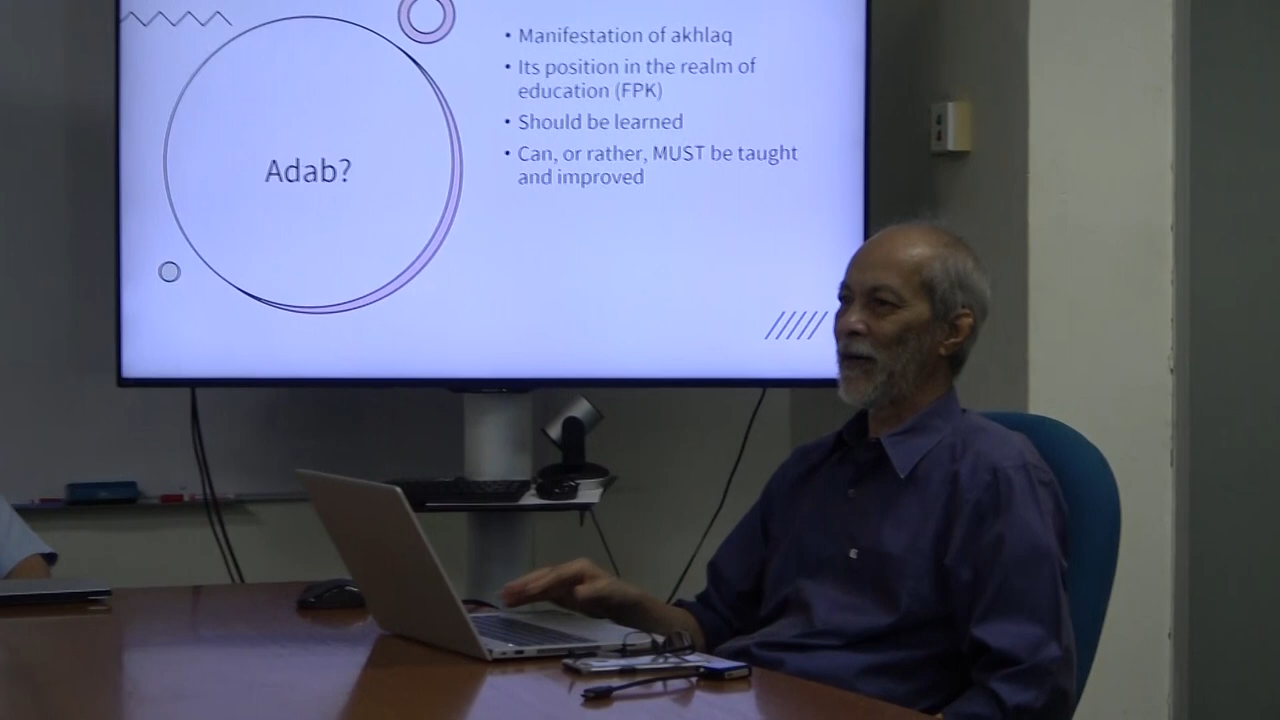 Adab?
• Manifestation of akhlaq
• Its position in the realm of
education (FPK)
• Should be learned
• Can, or rather, MUST be taught
and improved